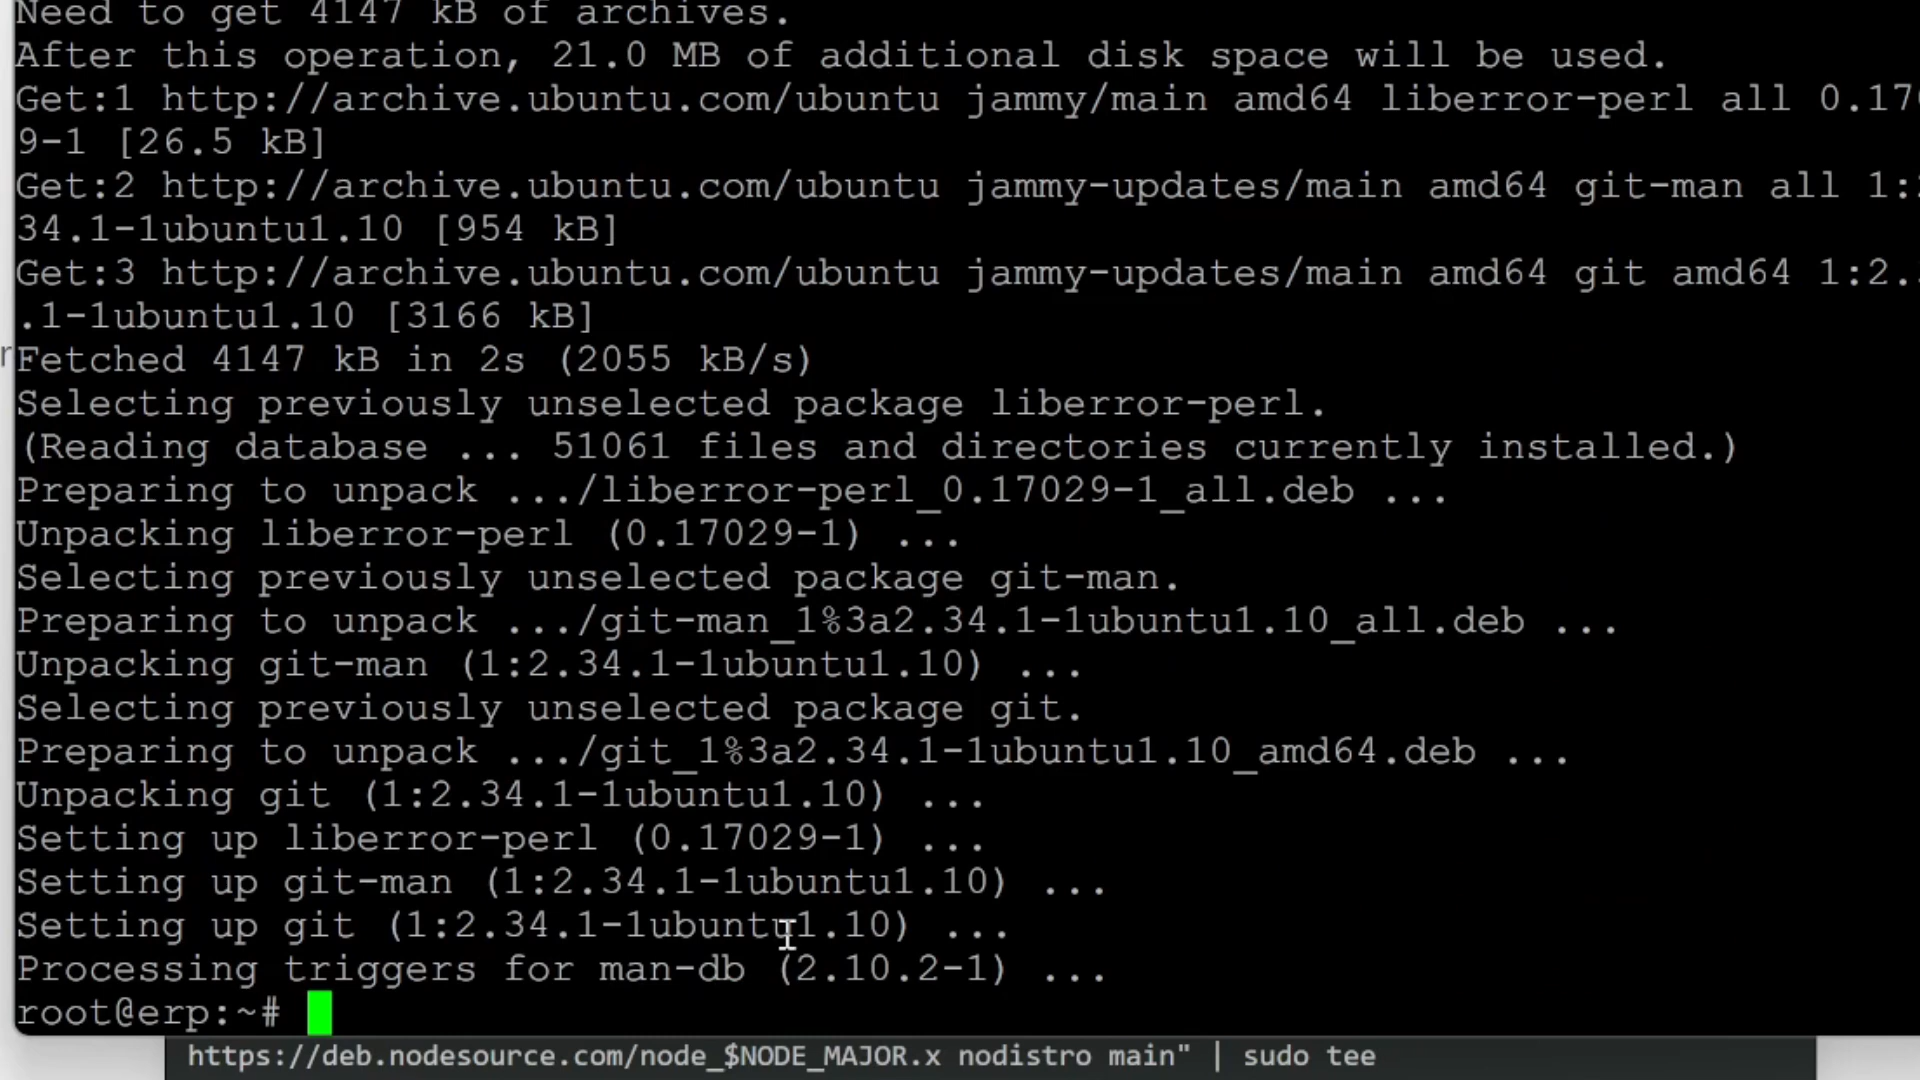 Need to get 4147 kB of archives.
After this operation, 21.0 MB of additional disk space will be used.
Get:1 http://archive.ubuntu.com/ubuntu jammy/main amd64 liberror-perl all 0.170
9-1 [26.5 kB]
Get:2 http://archive.ubuntu.com/ubuntu jammy-updates/main amd64 git-man all 1:
34.1-1ubuntu1.10 [954 kB]
Get:3 http://archive.ubuntu.com/ubuntu jammy-updates/main amd64 git amd64 1:2.
.1-1ubuntu1.10 [3166 kB]
Fetched 4147 kB in 2s (2055 kB/s)
Selecting previously unselected package liberror-perl.
(Reading database ... 51061 files and directories currently installed.)
Preparing to unpack .../liberror-perl_0.17029-1_all.deb ...
Unpacking liberror-perl (0.17029-1) ...
Selecting previously unselected package git-man.
Preparing to unpack .../git-man_1%3a2.34.1-1ubuntu1.10_all.deb ...
Unpacking git-man (1:2.34.1-1ubuntu1.10) ...
Selecting previously unselected package git.
Preparing to unpack .../git_1%3a2.34.1-1ubuntu1.10_amd64.deb ...
Unpacking git (1:2.34.1-1ubuntu1.10) ...
Setting up liberror-perl (0.17029-1) ...
Setting up git-man (1:2.34.1-1ubuntu1.10) ...
Setting up git (1:2.34.1-1ubuntu1.10) ...
Processing triggers for man-db (2.10.2-1) ...
root@erp:~#
https://deb.nodesource.com/node_$NODE_MAJOR.x nodistro main" | sudo tee